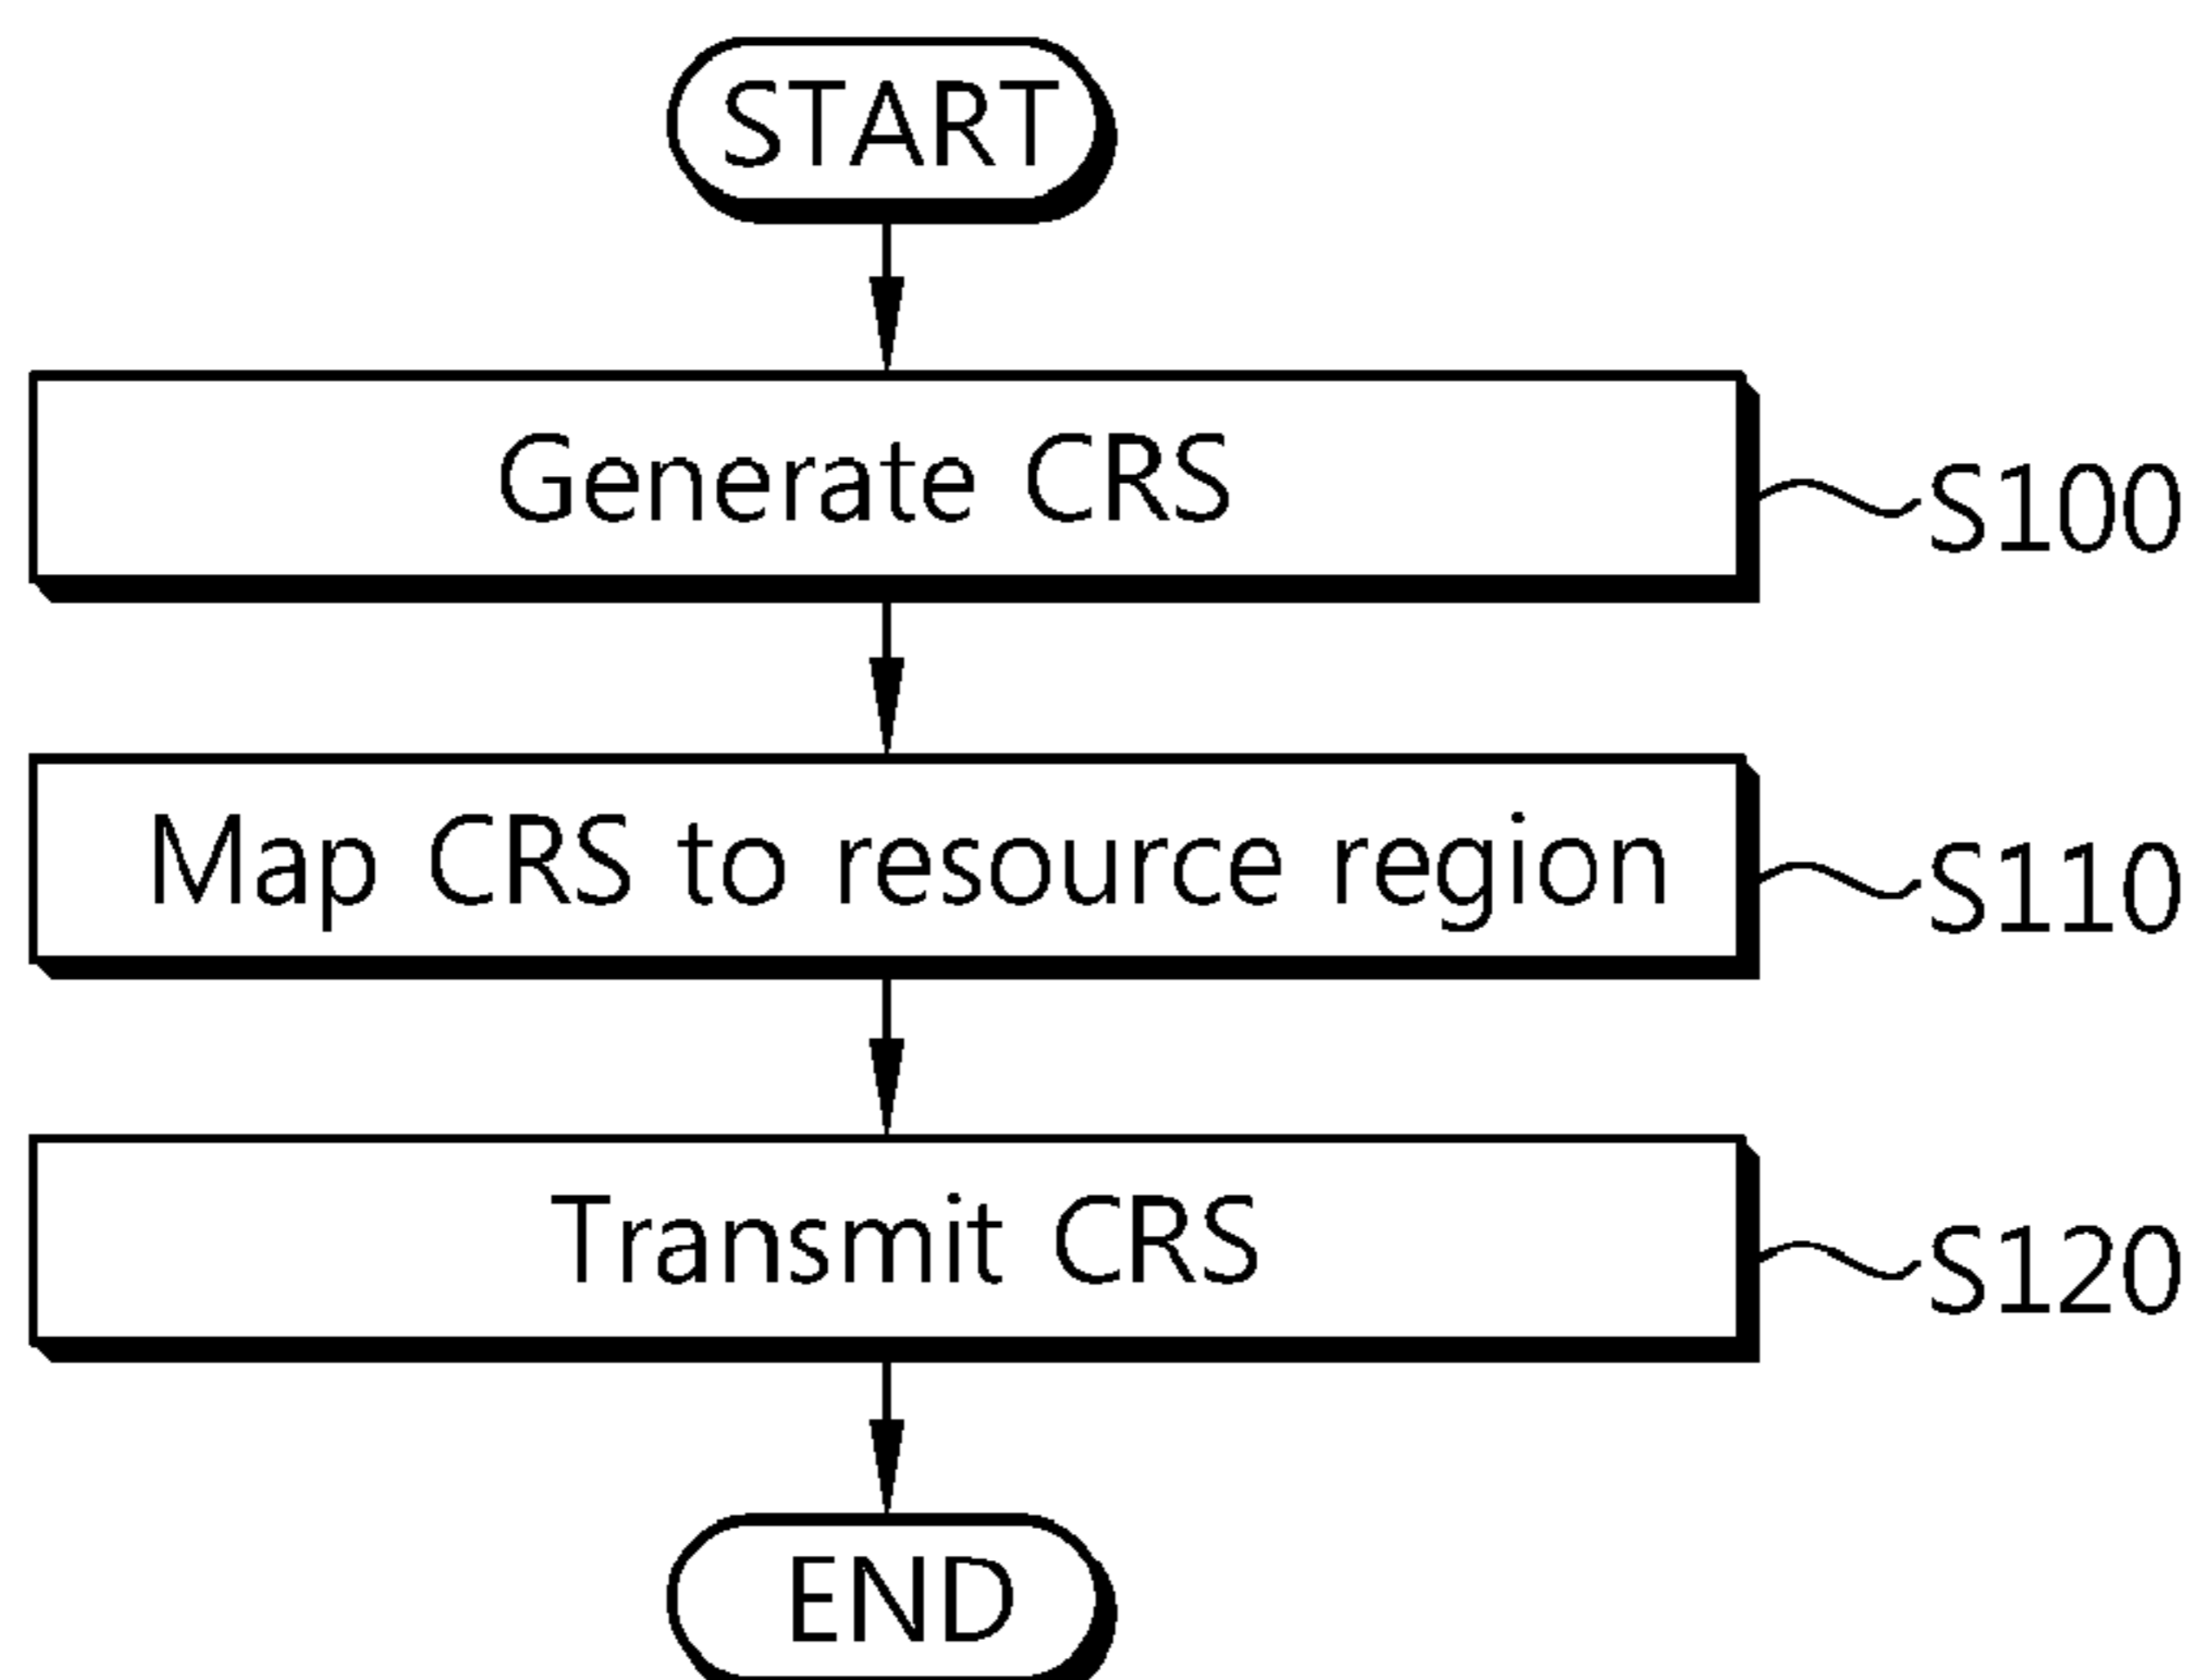 START
Generate CRS
S100
Map CRS to resource region
S110
Transmit CRS
S120
END